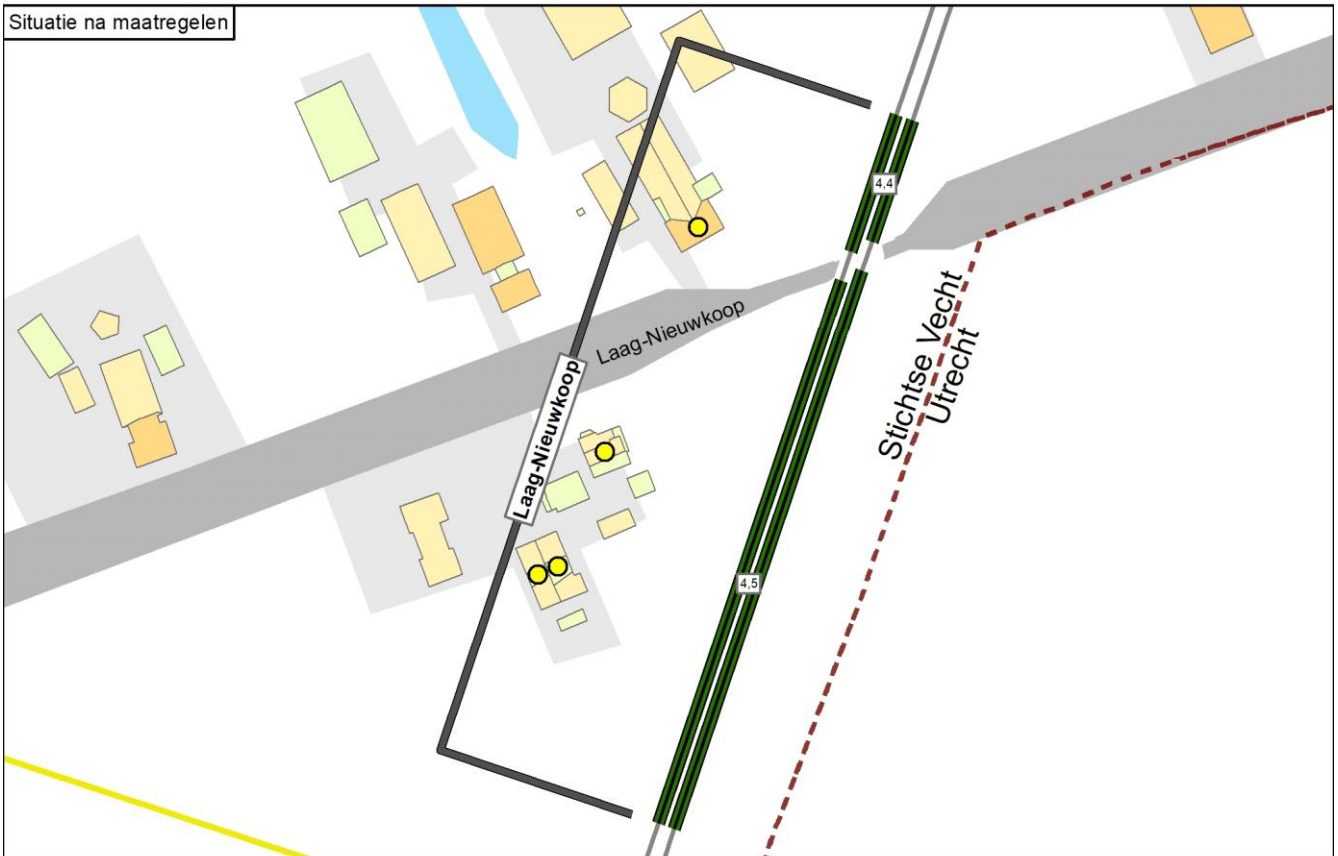 Situatie na maatregelen
4,4
Laag-Nieuwkoop
Stichtse Vecht
Utrecht
Laag-Nieuwkoop
4,5